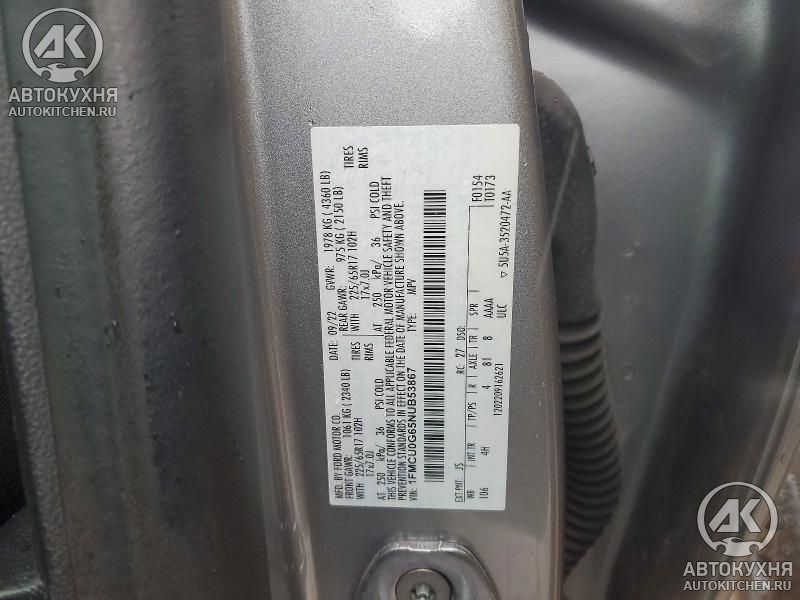 АК
АВТОКУХНЯ
AUTOKITCHEN.RU
MFD. BY FORD MOTOR CO.
DATE: 09/22 GVWR: 1978 KG ( 4360 LB)
FRONT GAWR: 1061 KG ( 2340 LB) REAR GAWR: 975 KG ( 2150 LB)
WITH 225/65R17 102H TIRES WITH 225/65R17 102H TIRES
17x7.0J RIMS 17x7.0J RIMS
AT 250 kPa/ 36 PSI COLD AT 250 kPa/ 36 PSI COLD
THIS VEHICLE CONFORMS TO ALL APPLICABLE FEDERAL MOTOR VEHICLE SAFETY AND THEFT
PREVENTION STANDARDS IN EFFECT ON THE DATE OF MANUFACTURE SHOWN ABOVE.
VIN: 1FMCU0G65NUB53867 TYPE: MPV
F0154
T0173
EXT PNT: JS RC: 27 DSO:
WB INT TR TP/PS R AXLE TR SPR
106 4H 4 81 8 AAAA
ULC
1202209162621 ▽ 5U5A-3520472-AA
АК
АВТОКУХНЯ
AUTOKITCHEN.RU